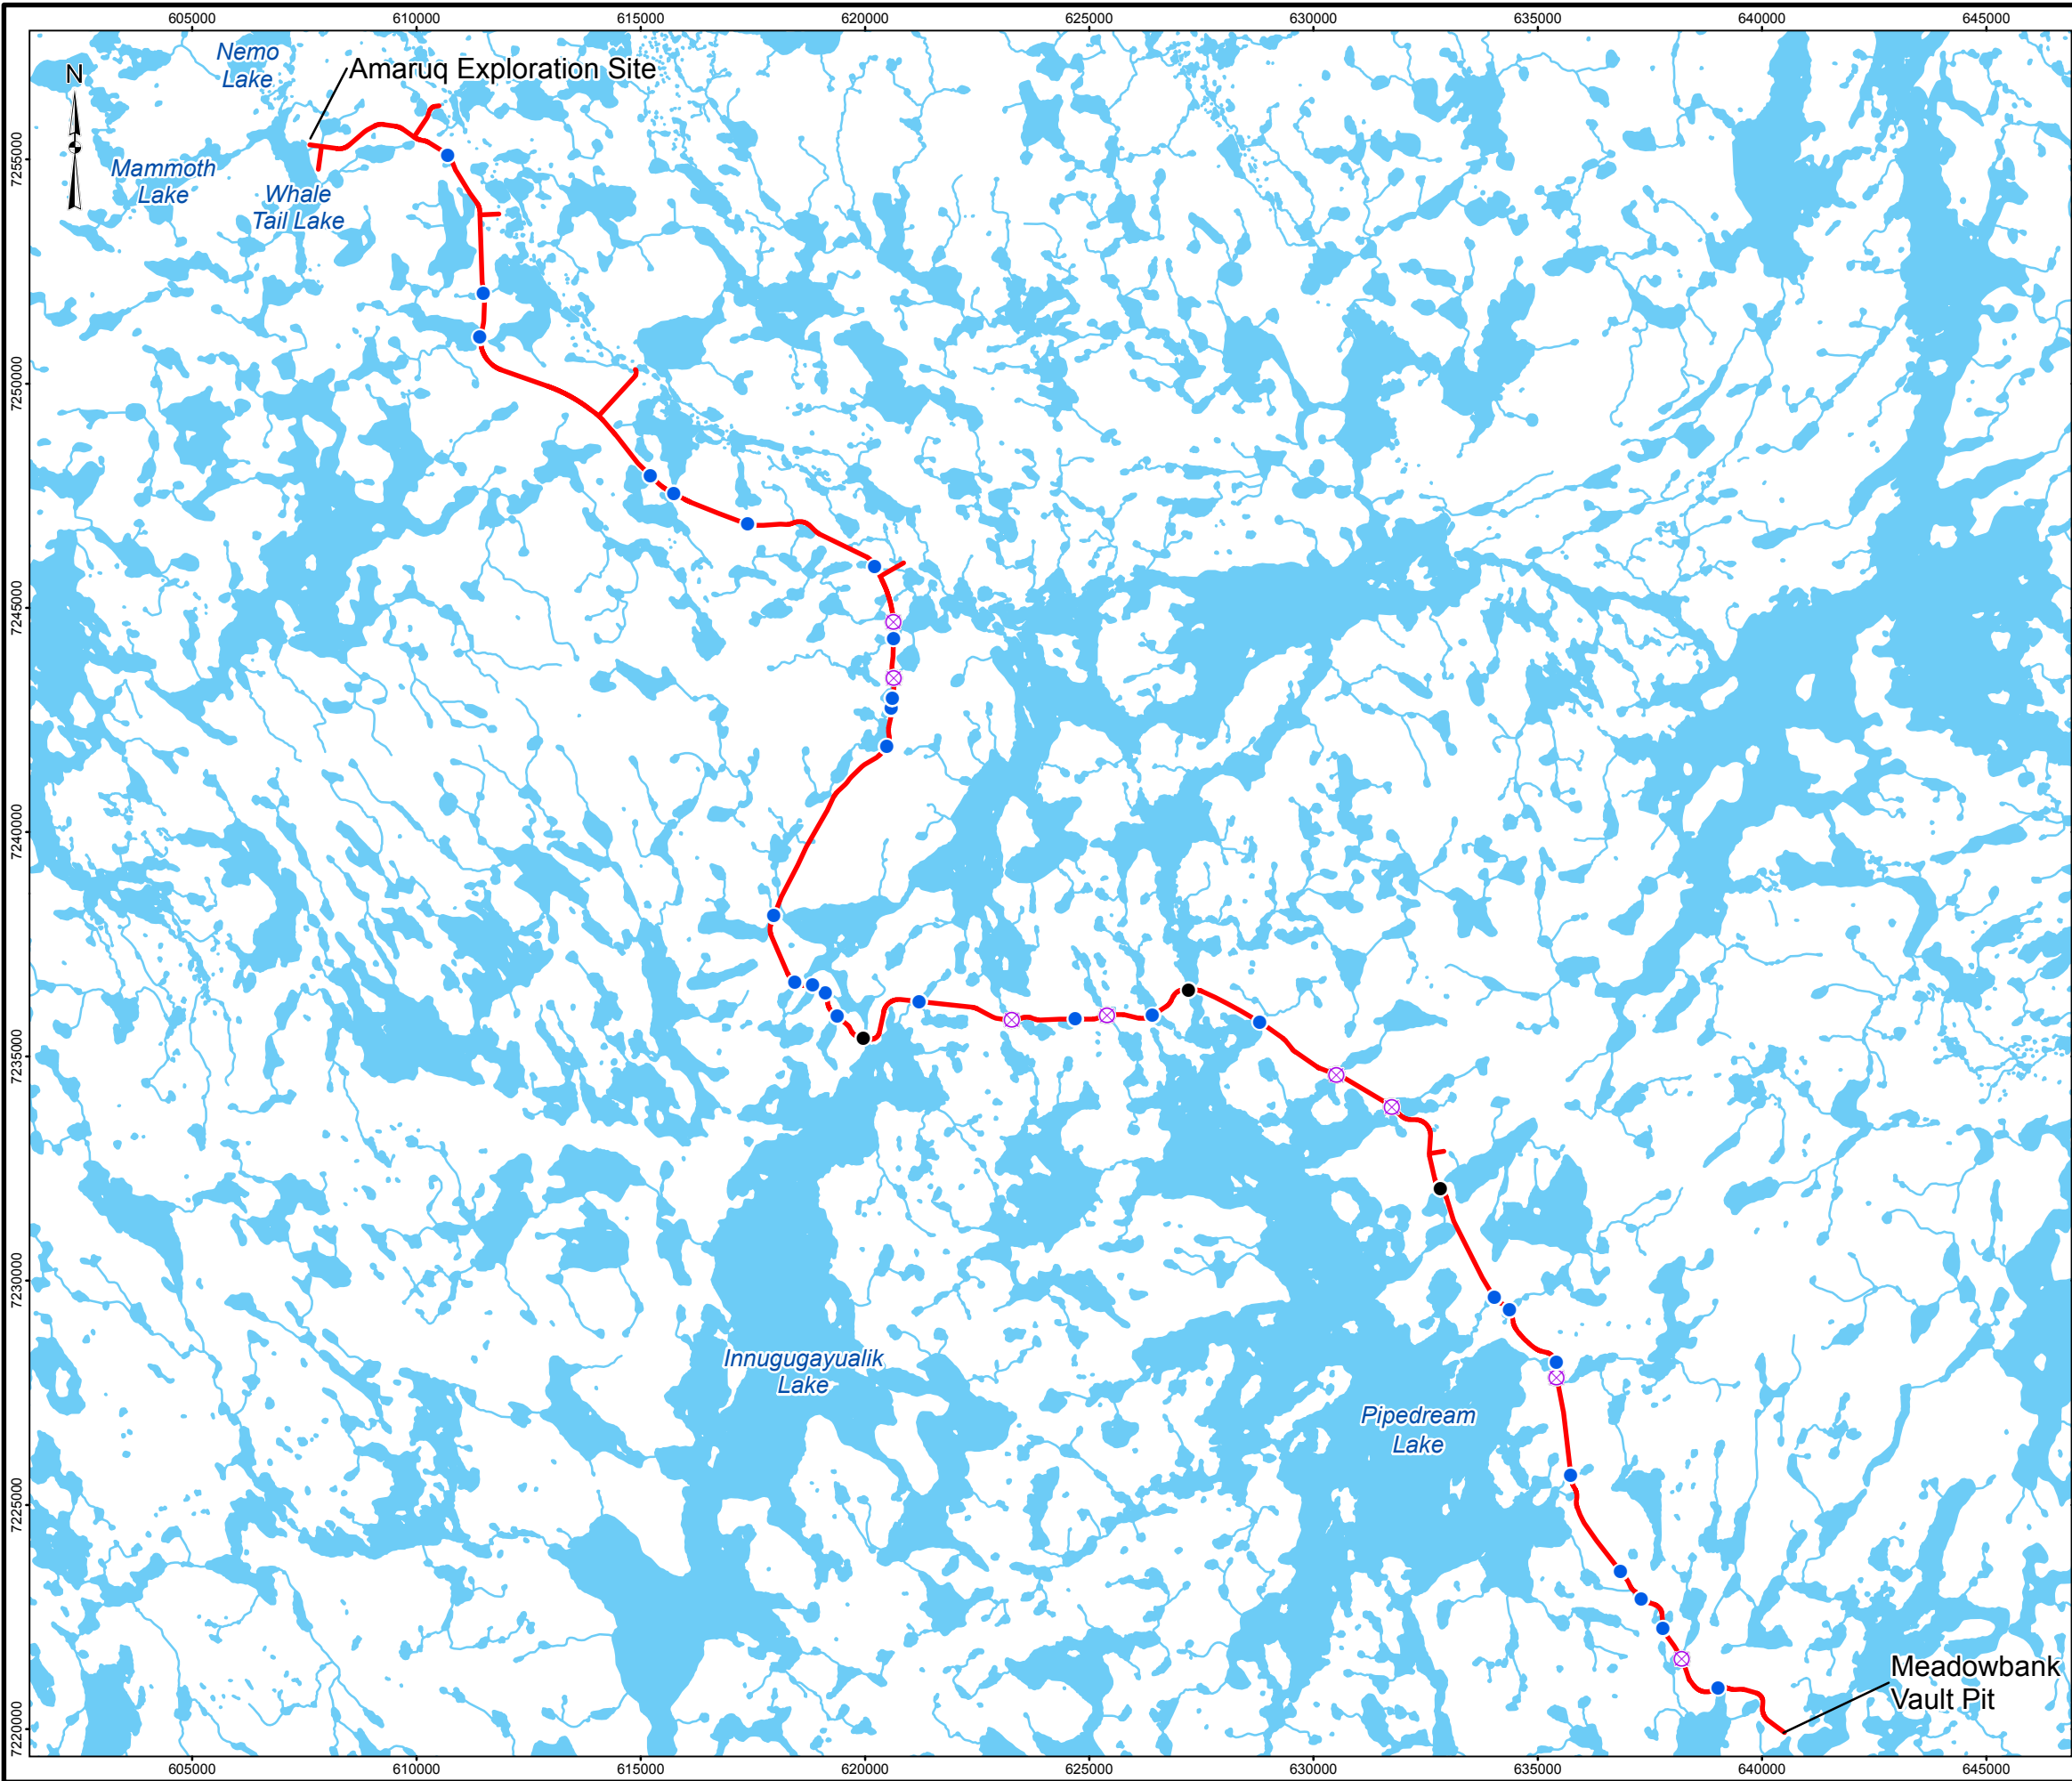 605000 610000 615000 620000 625000 630000 635000 640000 645000
Nemo
Lake
N
Amaruq Exploration Site
7255000
Mammoth
Lake
Whale
Tail Lake
7250000
7245000
7240000
7235000
7230000
Innugugayualik
Lake
Pipedream
Lake
7225000
Meadowbank
Vault Pit
7220000
605000 610000 615000 620000 625000 630000 635000 640000 645000